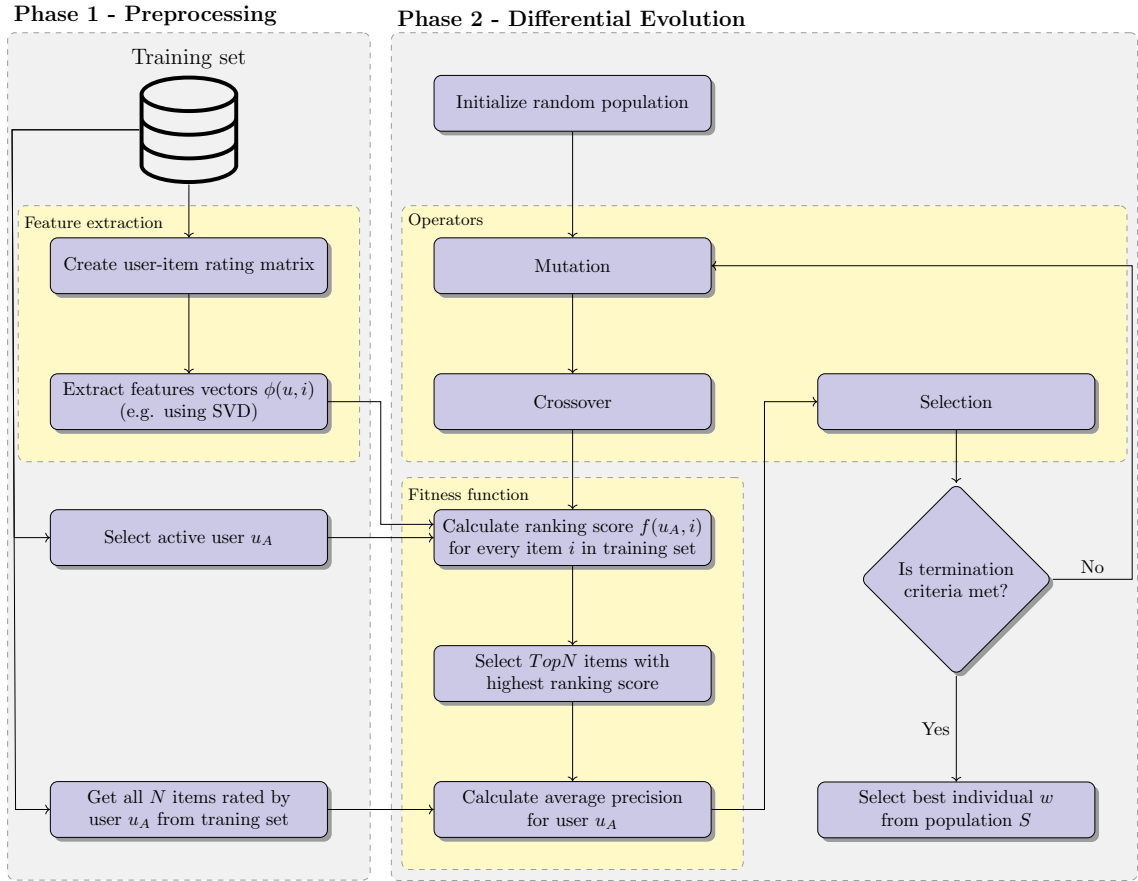 Phase 1 - Preprocessing
Training set
Feature extraction
Create user-item rating matrix
Extract features vectors ϕ(u, i)
(e.g. using SVD)
Select active user u_A
Get all N items rated by
user u_A from traning set
Phase 2 - Differential Evolution
Initialize random population
Operators
Mutation
Crossover
Selection
Fitness function
Calculate ranking score f(u_A, i)
for every item i in training set
Select TopN items with
highest ranking score
Calculate average precision
for user u_A
Is termination
criteria met?
No
Yes
Select best individual w
from population S